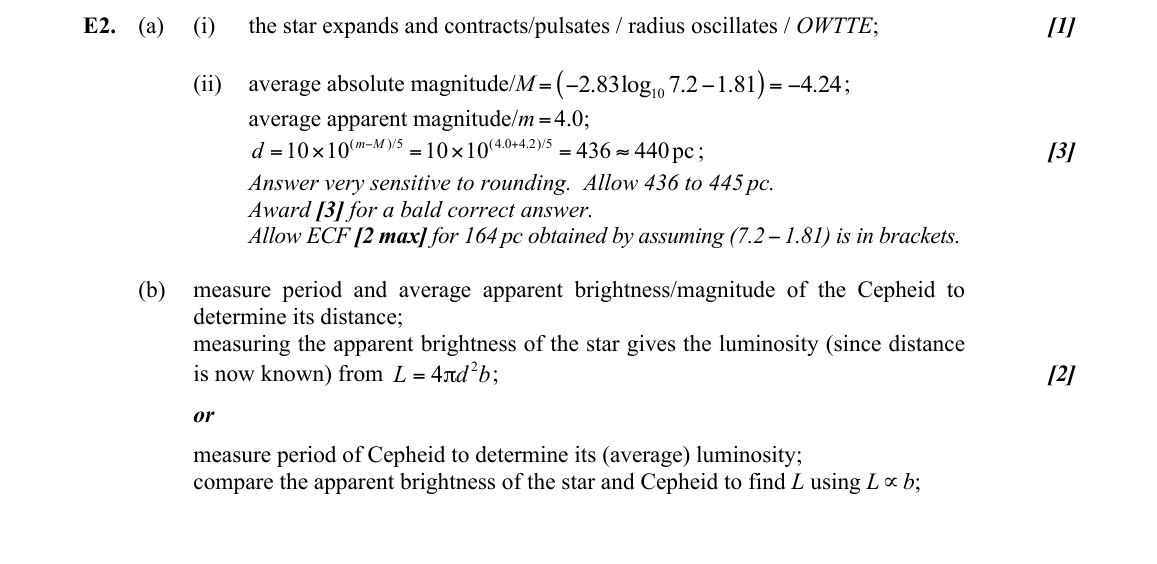 E2. (a) (i) the star expands and contracts/pulsates / radius oscillates / OWTTE; [1]
(ii) average absolute magnitude/M = (−2.83 log₁₀ 7.2 − 1.81) = −4.24;
average apparent magnitude/m = 4.0;
d = 10 × 10^((m−M)/5) = 10 × 10^((4.0+4.2)/5) = 436 ≈ 440 pc; [3]
Answer very sensitive to rounding. Allow 436 to 445 pc.
Award [3] for a bald correct answer.
Allow ECF [2 max] for 164 pc obtained by assuming (7.2 − 1.81) is in brackets.
(b) measure period and average apparent brightness/magnitude of the Cepheid to
determine its distance;
measuring the apparent brightness of the star gives the luminosity (since distance
is now known) from L = 4πd²b; [2]
or
measure period of Cepheid to determine its (average) luminosity;
compare the apparent brightness of the star and Cepheid to find L using L ∝ b;